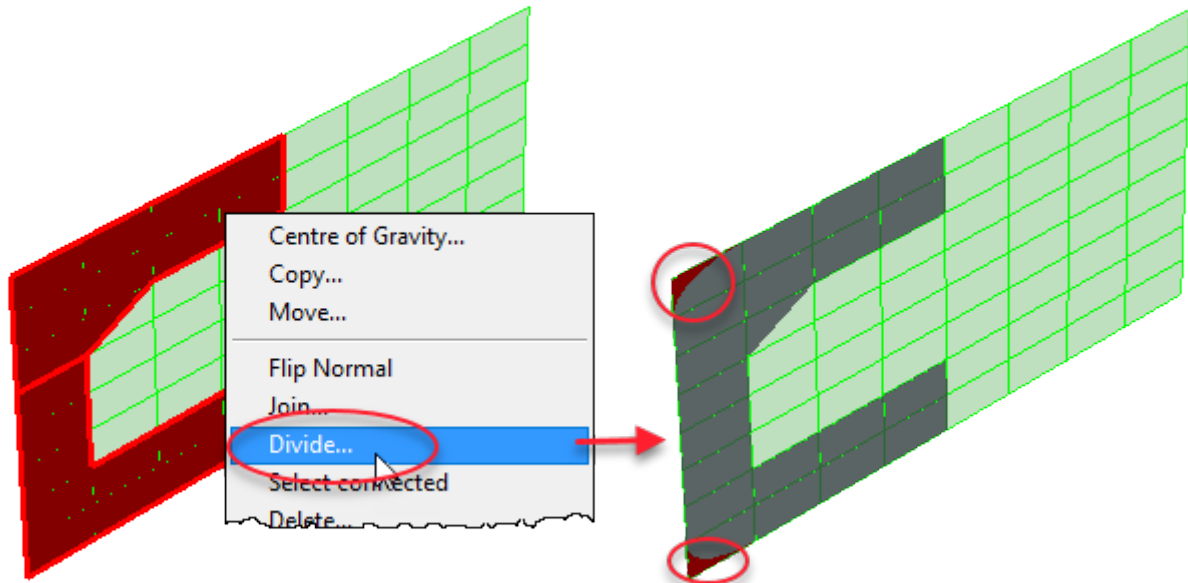 Centre of Gravity...
Copy...
Move...
Flip Normal
Join...
Divide...
Select connected
Delete...